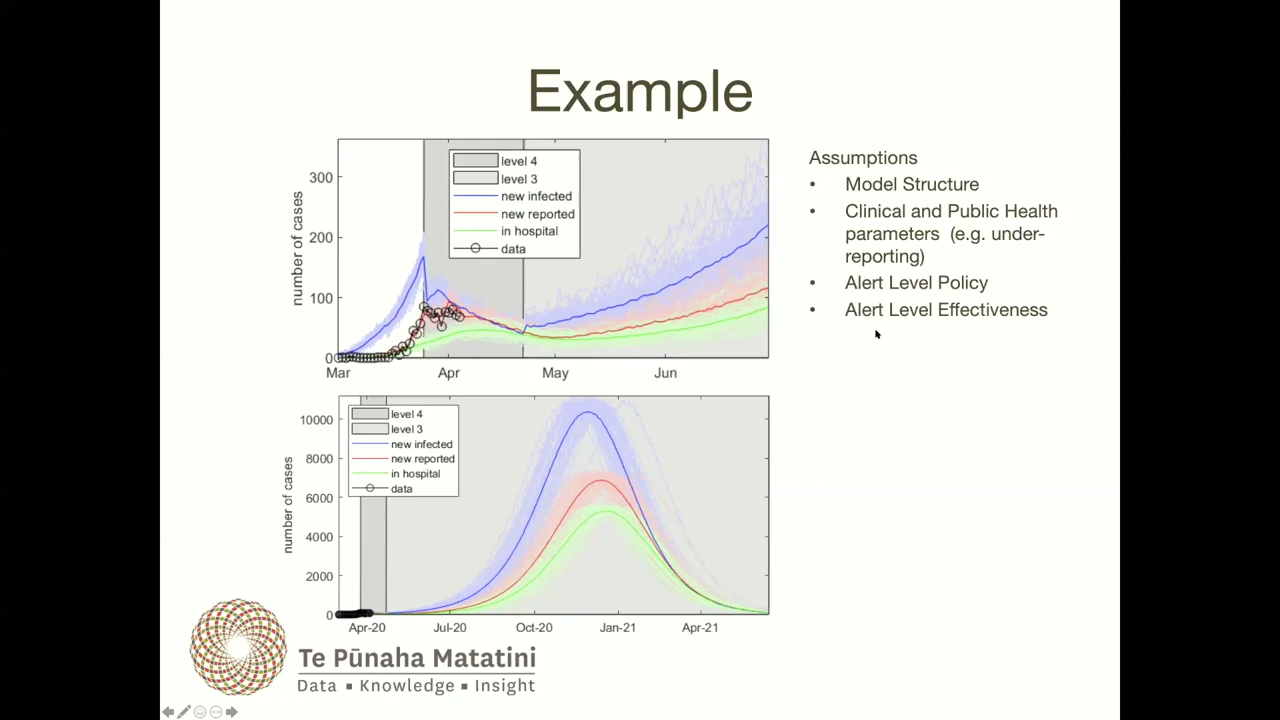 Example
level 4
level 3
new infected
new reported
in hospital
data
number of cases
300
200
100
0
Mar
Apr
May
Jun
Assumptions
• Model Structure
• Clinical and Public Health
parameters (e.g. under-
reporting)
• Alert Level Policy
• Alert Level Effectiveness
level 4
level 3
new infected
new reported
in hospital
data
number of cases
10000
8000
6000
4000
2000
0
Apr-20
Jul-20
Oct-20
Jan-21
Apr-21
Te Pūnaha Matatini
Data ▪ Knowledge ▪ Insight